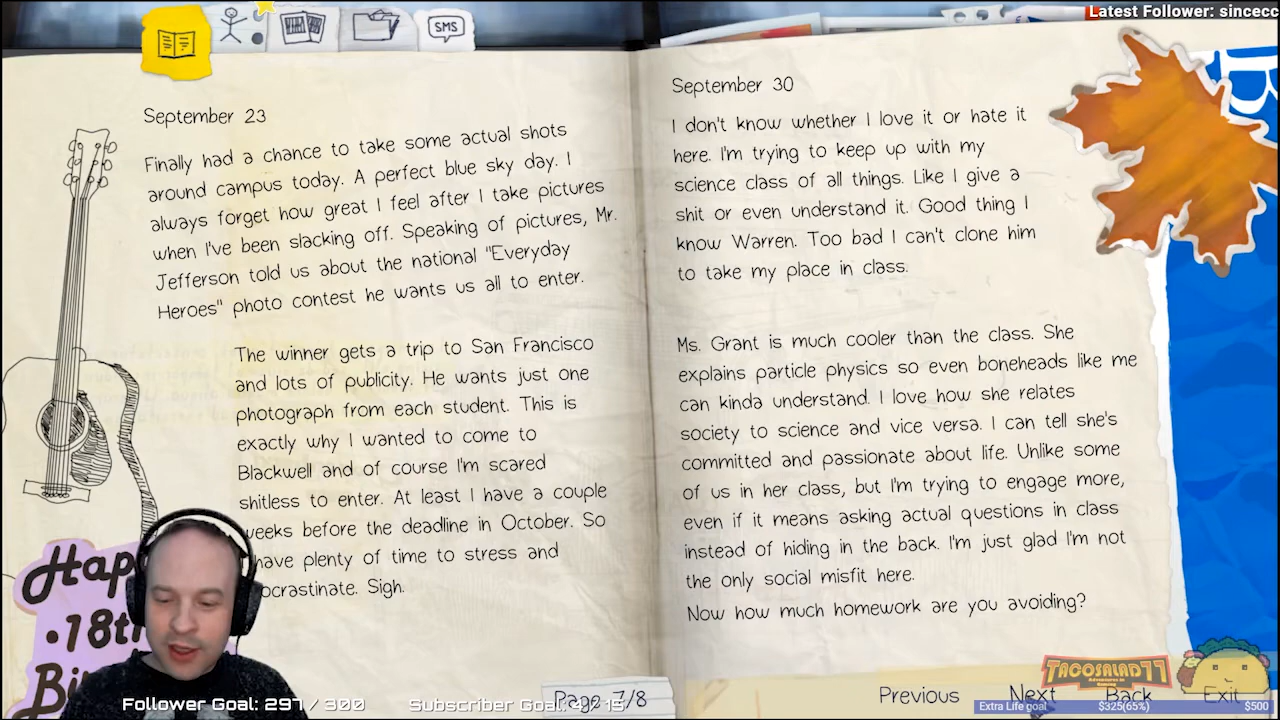 Latest Follower: sincecc
SMS
September 23
Finally had a chance to take some actual shots
around campus today. A perfect blue sky day. I
always forget how great I feel after I take pictures
when I've been slacking off. Speaking of pictures, Mr.
Jefferson told us about the national "Everyday
Heroes" photo contest he wants us all to enter.
The winner gets a trip to San Francisco
and lots of publicity. He wants just one
photograph from each student. This is
exactly why I wanted to come to
Blackwell and of course I'm scared
shitless to enter. At least I have a couple
weeks before the deadline in October. So
have plenty of time to stress and
ocrastinate. Sigh.
September 30
I don't know whether I love it or hate it
here. I'm trying to keep up with my
science class of all things. Like I give a
shit or even understand it. Good thing I
know Warren. Too bad I can't clone him
to take my place in class.
Ms. Grant is much cooler than the class. She
explains particle physics so even boneheads like me
can kinda understand. I love how she relates
society to science and vice versa. I can tell she's
committed and passionate about life. Unlike some
of us in her class, but I'm trying to engage more,
even if it means asking actual questions in class
instead of hiding in the back. I'm just glad I'm not
the only social misfit here.
Now how much homework are you avoiding?
Hap
18th
Bi
TACOSALAD77
Adventures in Gaming
Follower Goal: 297 / 300
Subscriber Goal: 4 / 15
Page 7/8
Previous
Next
Back
Exit
Extra Life goal
$325(65%)
$500